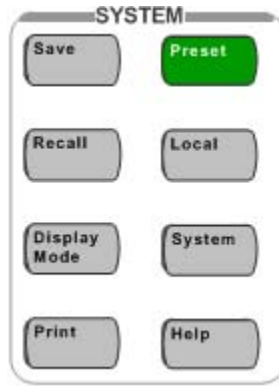 SYSTEM
Save
Preset
Recall
Local
Display
Mode
System
Print
Help